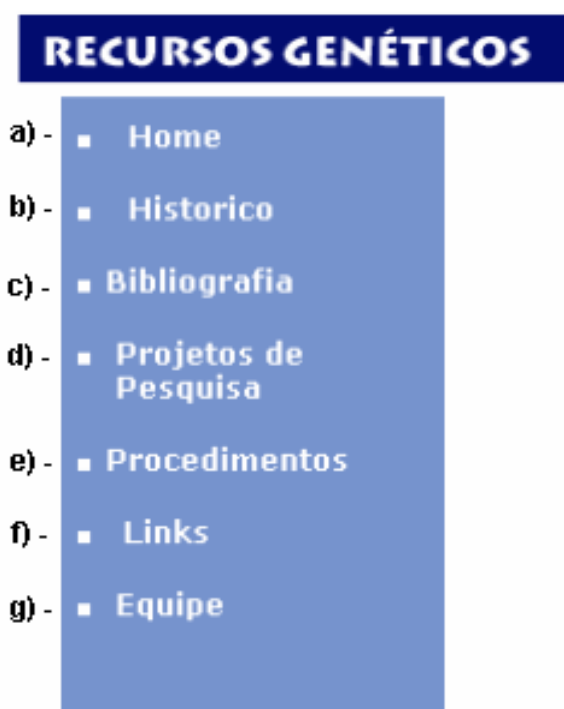 RECURSOS GENÉTICOS
a) - ▪ Home
b) - ▪ Historico
c) - ▪ Bibliografia
d) - ▪ Projetos de
Pesquisa
e) - ▪ Procedimentos
f) - ▪ Links
g) - ▪ Equipe